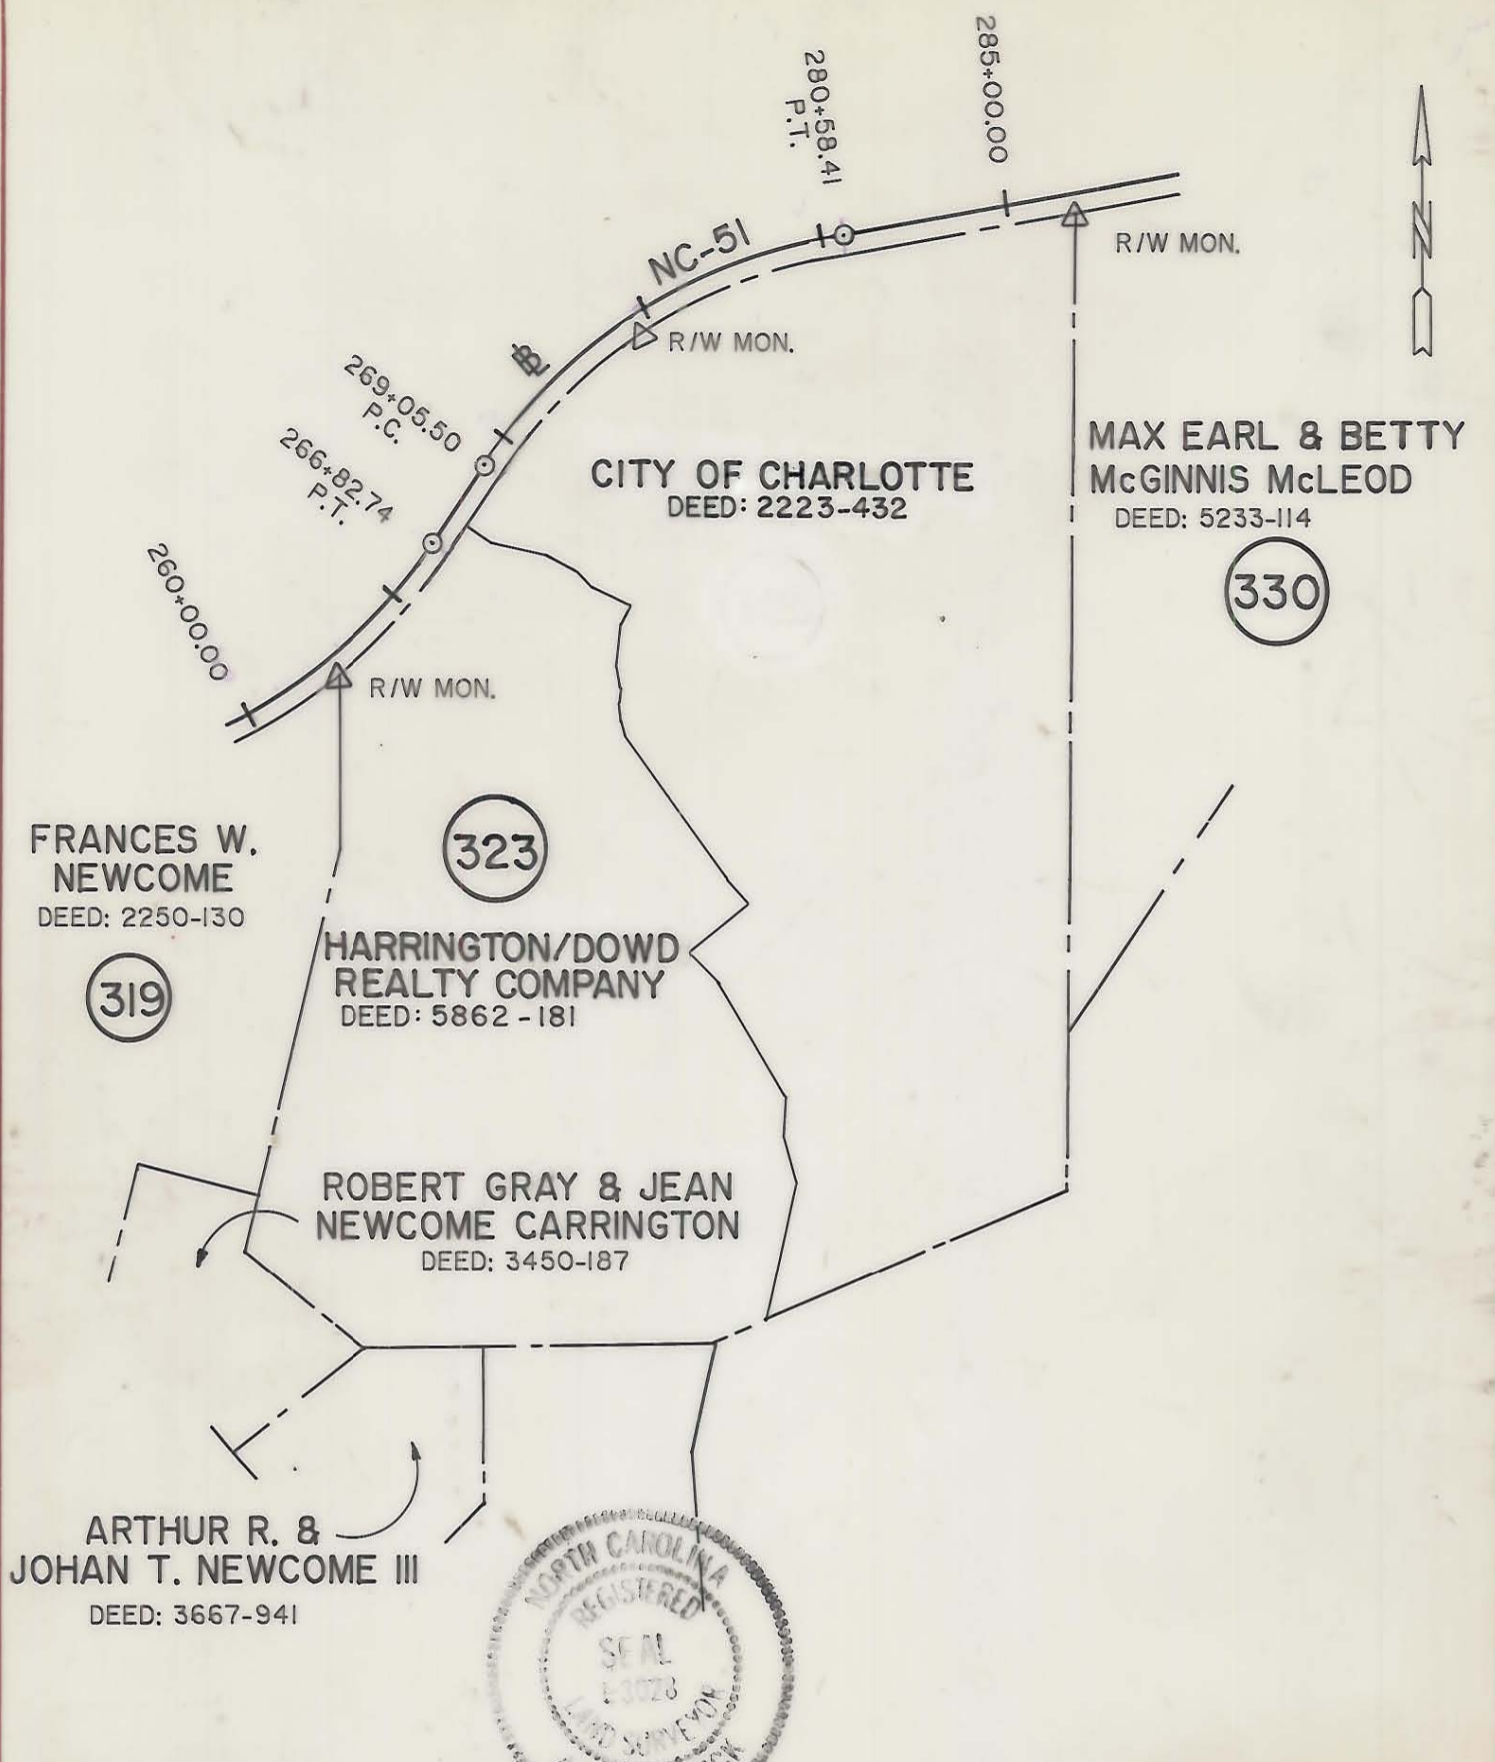 285+00.00
280+58.41
P.T.
NC-51
R/W MON.
N
R/W MON.
269+05.50
P.C.
266+82.74
P.T.
260+00.00
CITY OF CHARLOTTE
DEED: 2223-432
MAX EARL & BETTY
McGINNIS McLEOD
DEED: 5233-114
330
R/W MON.
FRANCES W.
NEWCOME
DEED: 2250-130
319
323
HARRINGTON/DOWD
REALTY COMPANY
DEED: 5862-181
ROBERT GRAY & JEAN
NEWCOME CARRINGTON
DEED: 3450-187
ARTHUR R. &
JOHAN T. NEWCOME III
DEED: 3667-941
NORTH CAROLINA
REGISTERED
SEAL
LAND SURVEYOR